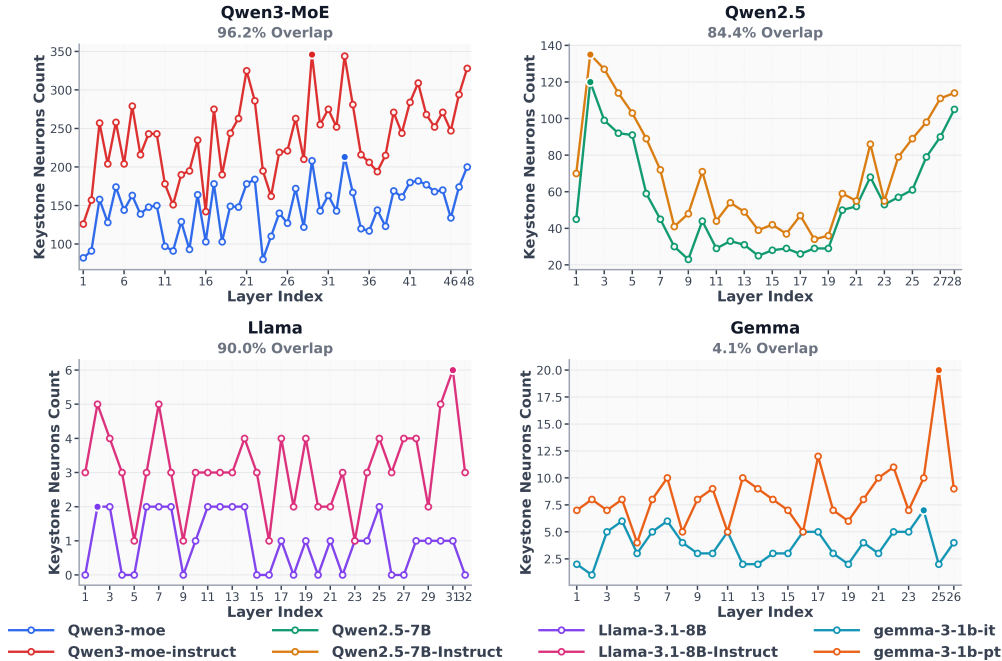 Qwen3-MoE
96.2% Overlap
Keystone Neurons Count
350
300
250
200
150
100
1 6 11 16 21 26 31 36 41 46 48
Layer Index
Qwen2.5
84.4% Overlap
Keystone Neurons Count
140
120
100
80
60
40
20
1 3 5 7 9 11 13 15 17 19 21 23 25 27 28
Layer Index
Llama
90.0% Overlap
Keystone Neurons Count
6
5
4
3
2
1
0
1 3 5 7 9 11 13 15 17 19 21 23 25 27 29 31 32
Layer Index
Gemma
4.1% Overlap
Keystone Neurons Count
20.0
17.5
15.0
12.5
10.0
7.5
5.0
2.5
1 3 5 7 9 11 13 15 17 19 21 23 25 26
Layer Index
Qwen3-moe
Qwen3-moe-instruct
Qwen2.5-7B
Qwen2.5-7B-Instruct
Llama-3.1-8B
Llama-3.1-8B-Instruct
gemma-3-1b-it
gemma-3-1b-pt